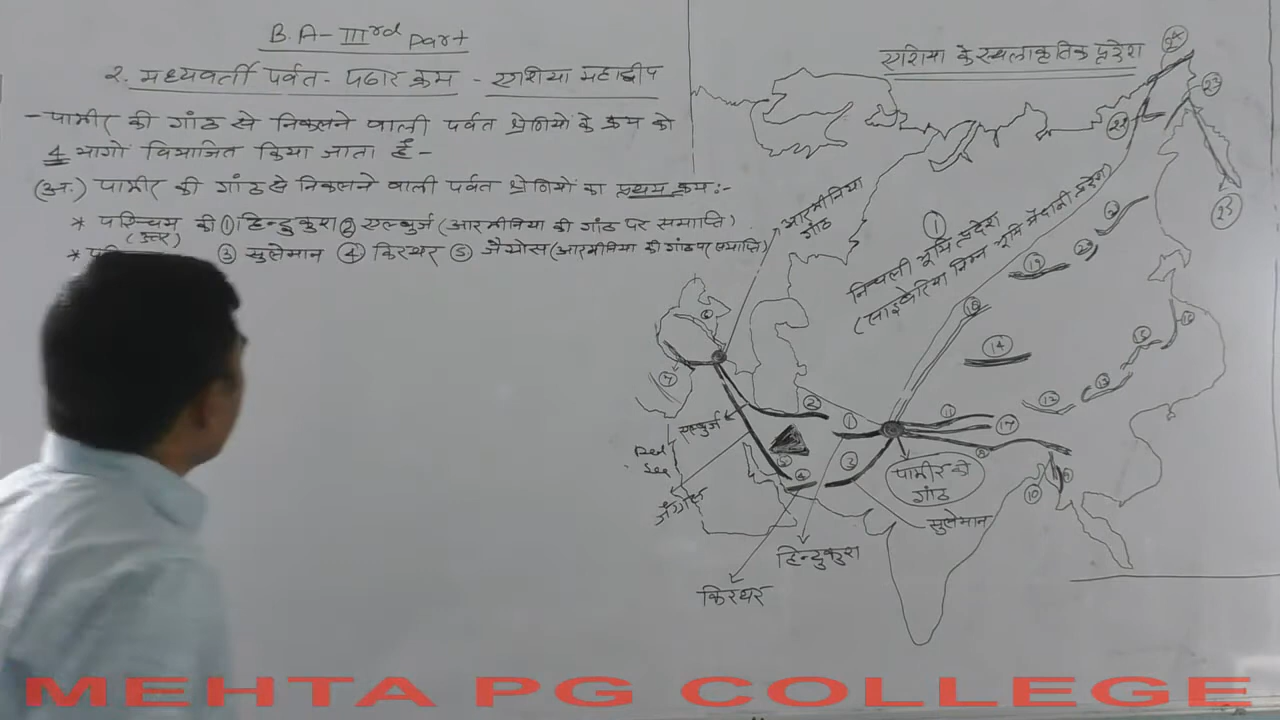 B.A - IIIrd Part
2. मध्यवर्ती पर्वत - पठार क्रम - एशिया महाद्वीप
- पामीर की गांठ से निकलने वाली पर्वत श्रेणियों के क्रम को
4 भागों विभाजित किया जाता है -
(अ.) पामीर की गांठ से निकलने वाली पर्वत श्रेणियों का प्रथम क्रम :-
* पश्चिम की ① हिन्दुकुश ② एल्बुर्ज (आरमीनिया की गांठ पर समाप्ति)
(उत्तर)
* ③ सुलेमान ④ किरथर ⑤ जैग्रोस (आरमीनिया की गांठ पर समाप्ति)
एशिया के स्थलाकृतिक प्रदेश
आरमीनिया
गांठ
①
निचली भूमि प्रदेश
(साइबेरिया निम्न भूमि मैदानी प्रदेश)
एल्बुर्ज
Red
Sea
जैग्रोस
पामीर की
गांठ
सुलेमान
हिन्दुकुश
किरथर
MEHTA PG COLLEGE